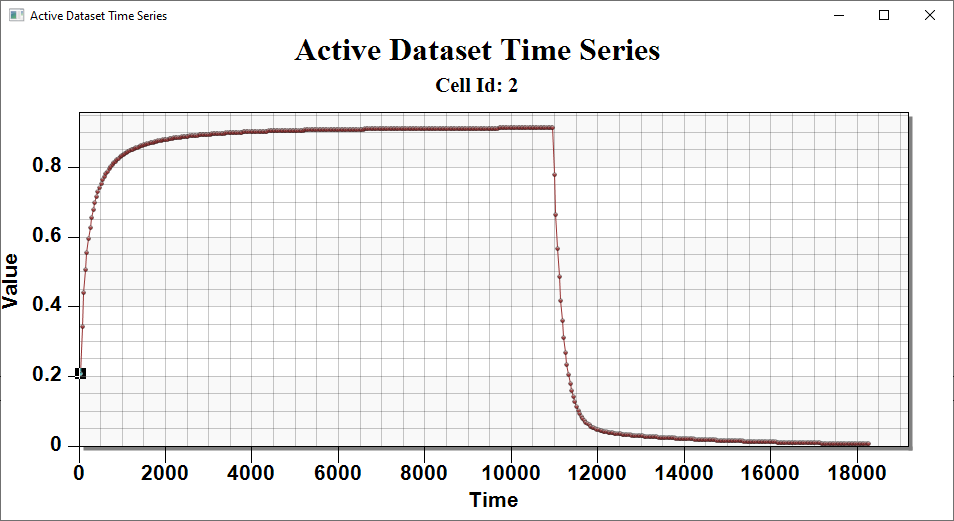 Active Dataset Time Series
Active Dataset Time Series
Cell Id: 2
Value
0.8
0.6
0.4
0.2
0
0 2000 4000 6000 8000 10000 12000 14000 16000 18000
Time